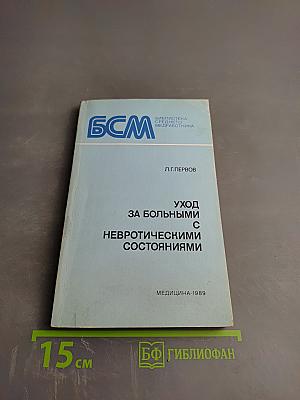 БСМ
БИБЛИОТЕКА
СРЕДНЕГО
МЕДРАБОТНИКА
Л.Г.ПЕРВОВ
УХОД
ЗА БОЛЬНЫМИ
С
НЕВРОТИЧЕСКИМИ
СОСТОЯНИЯМИ
МЕДИЦИНА·1989
15 СМ
БФ ГИБЛИОФАН